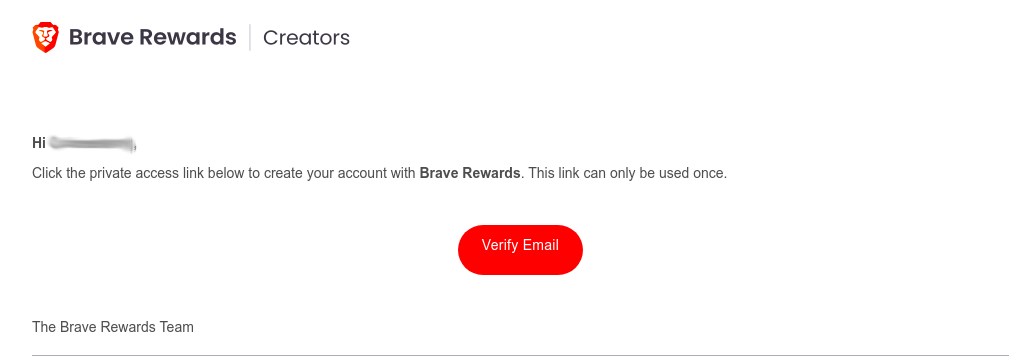 Brave Rewards | Creators
Hi ,
Click the private access link below to create your account with Brave Rewards. This link can only be used once.
Verify Email
The Brave Rewards Team